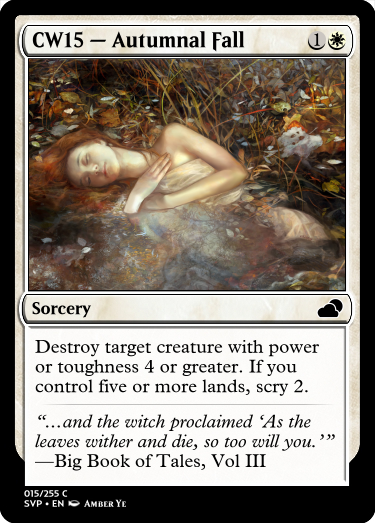 CW15 — Autumnal Fall 1
Sorcery
Destroy target creature with power
or toughness 4 or greater. If you
control five or more lands, scry 2.
“...and the witch proclaimed ‘As the
leaves wither and die, so too will you.’”
—Big Book of Tales, Vol III
015/255 C
SVP • EN Amber Ye